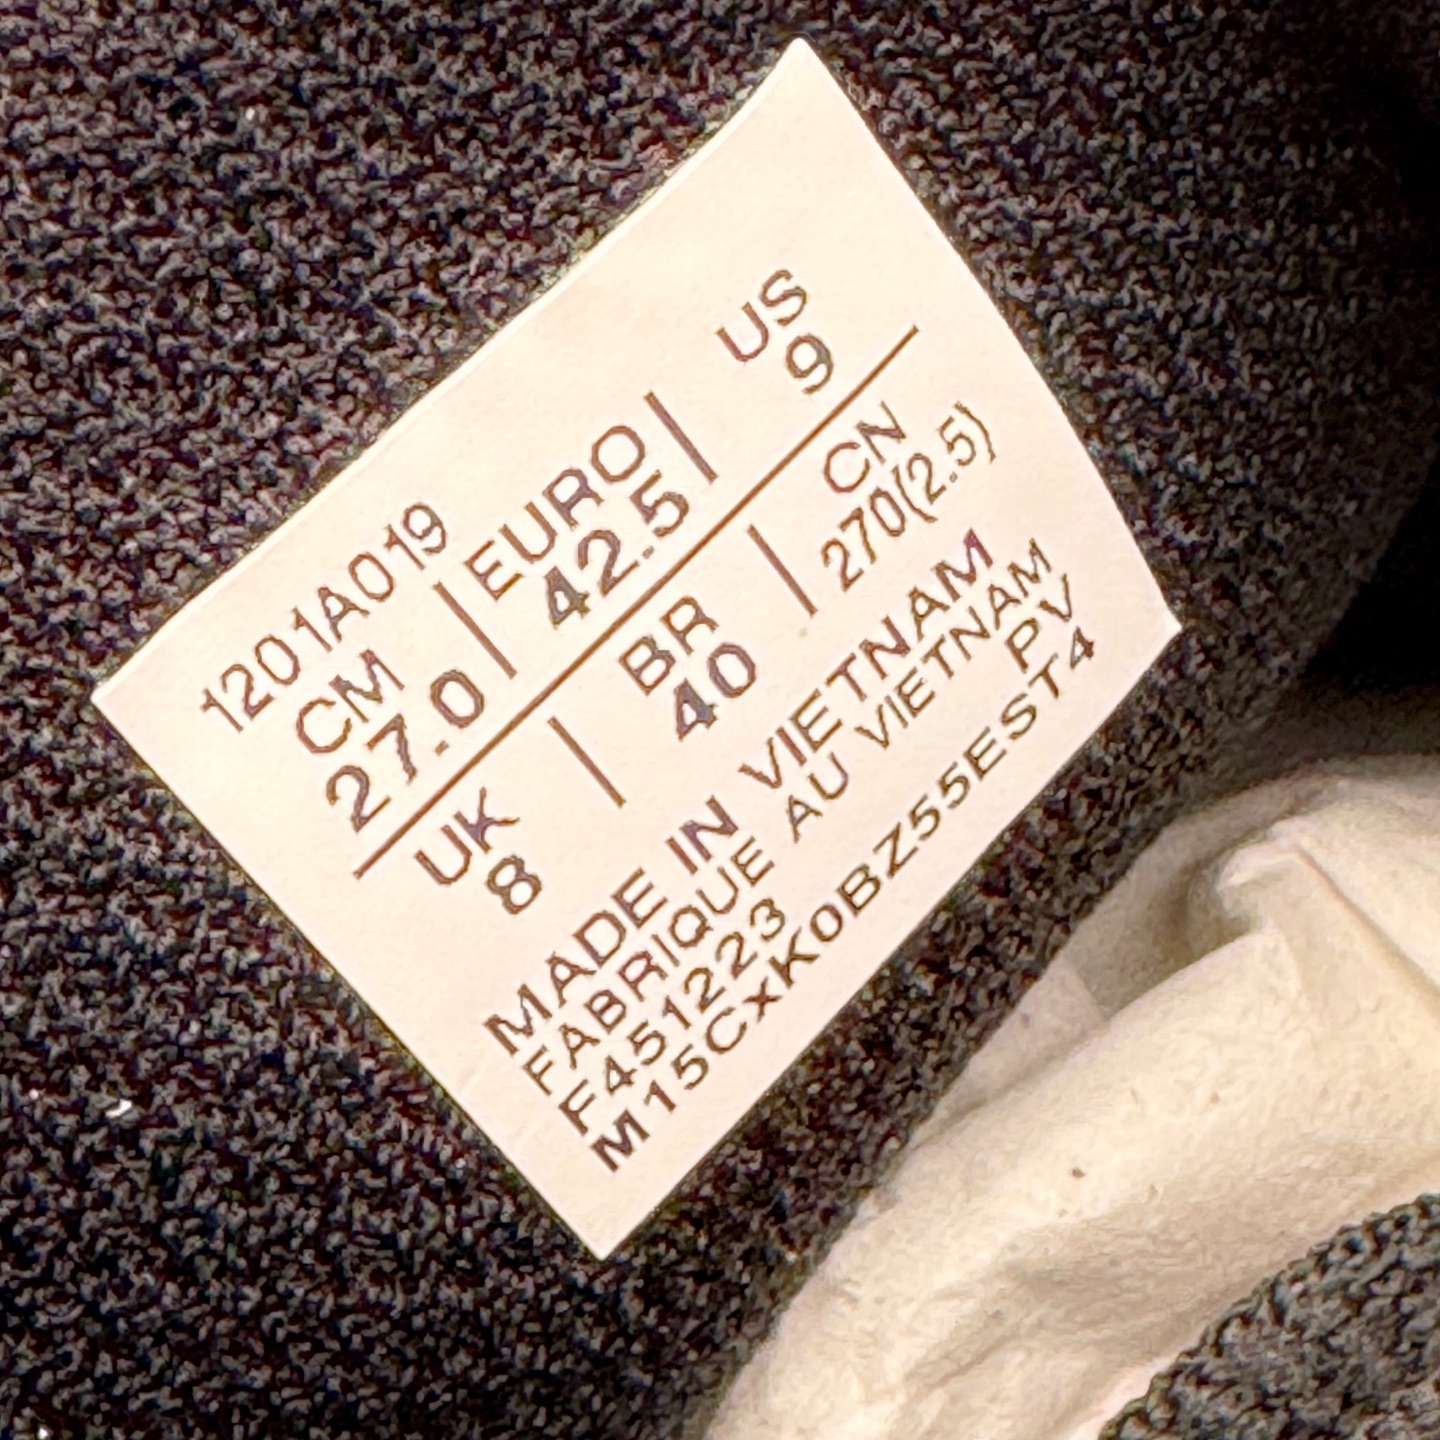 1201A019
CM | EURO | US
27.0 42.5 9
UK | BR | CN
8 40 270(2.5)
MADE IN VIETNAM
FABRIQUE AU VIETNAM
F451223 PV
M15CxK0BZ55EST4